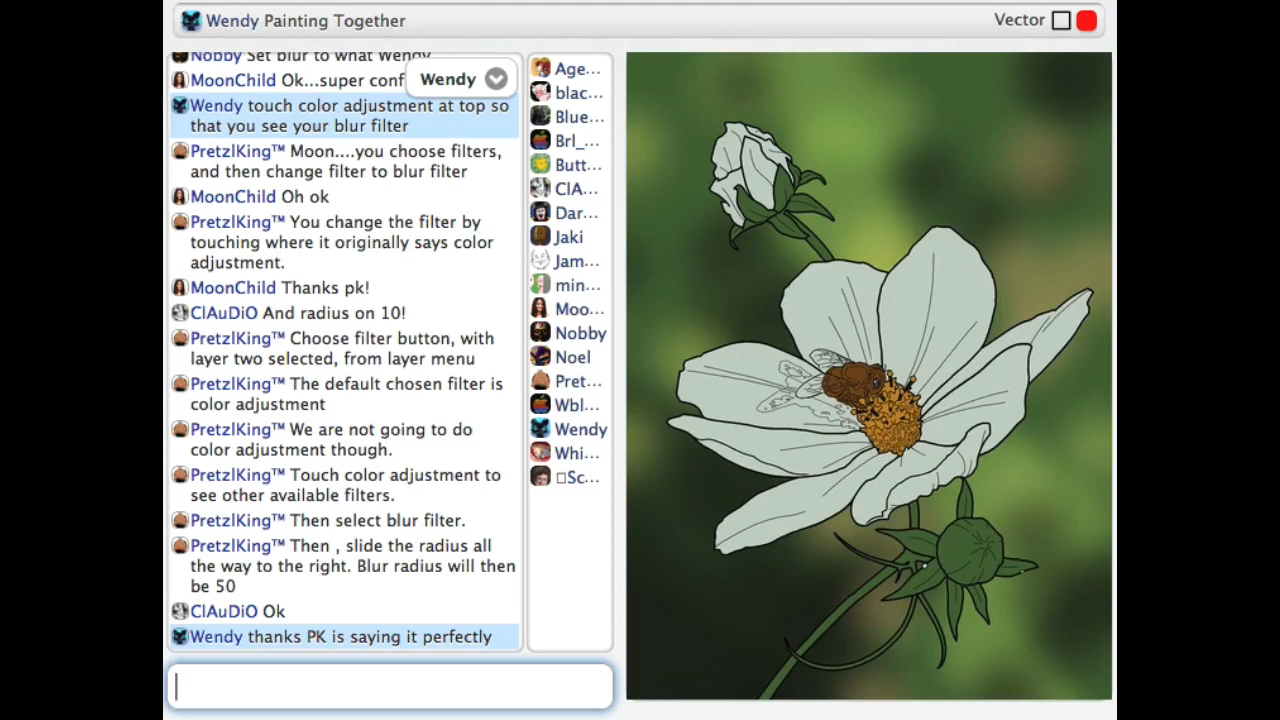 Wendy Painting Together
Vector
Nobby Set blur to what Wendy
MoonChild Ok...super conf
Wendy
Wendy touch color adjustment at top so
that you see your blur filter
PretzlKing™ Moon....you choose filters,
and then change filter to blur filter
MoonChild Oh ok
PretzlKing™ You change the filter by
touching where it originally says color
adjustment.
MoonChild Thanks pk!
ClAuDiO And radius on 10!
PretzlKing™ Choose filter button, with
layer two selected, from layer menu
PretzlKing™ The default chosen filter is
color adjustment
PretzlKing™ We are not going to do
color adjustment though.
PretzlKing™ Touch color adjustment to
see other available filters.
PretzlKing™ Then select blur filter.
PretzlKing™ Then , slide the radius all
the way to the right. Blur radius will then
be 50
ClAuDiO Ok
Wendy thanks PK is saying it perfectly
Age...
blac...
Blue...
Brl_...
Butt...
ClA...
Dar...
Jaki
Jam...
min...
Moo...
Nobby
Noel
Pret...
Wbl...
Wendy
Whi...
Sc...